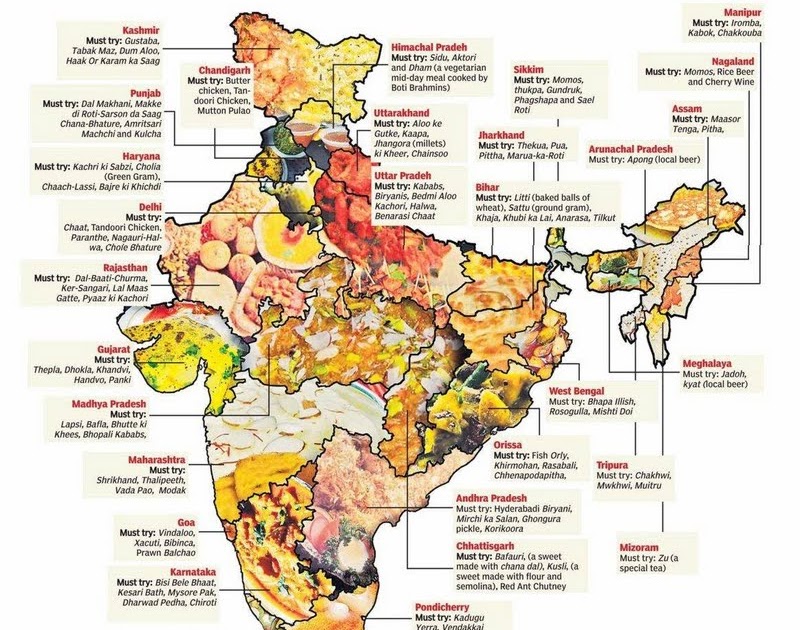 Kashmir
Must try: Gustaba,
Tabak Maz, Dum Aloo,
Haak Or Karam ka Saag
Chandigarh
Must try: Butter
chicken, Tan-
doori Chicken,
Mutton Pulao
Himachal Pradeh
Must try: Sidu, Aktori
and Dham (a vegetarian
mid-day meal cooked by
Boti Brahmins)
Manipur
Must try: Iromba,
Kabok, Chakkouba
Nagaland
Must try: Momos, Rice Beer
and Cherry Wine
Sikkim
Must try: Momos,
thukpa, Gundruk,
Phagshapa and Sael
Roti
Punjab
Must try: Dal Makhani, Makke
di Roti-Sarson da Saag
Chana-Bhature, Amritsari
Machchi and Kulcha
Uttarakhand
Must try: Aloo ke
Gutke, Kaapa,
Jhangora (millets)
ki Kheer, Chainsoo
Assam
Must try: Maasor
Tenga, Pitha,
Jharkhand
Must try: Thekua, Pua,
Pittha, Marua-ka-Roti
Arunachal Pradesh
Must try: Apong (local beer)
Haryana
Must try: Kachri ki Sabzi, Cholia
(Green Gram),
Chaach-Lassi, Bajre ki Khichdi
Uttar Pradeh
Must try: Kababs,
Biryanis, Bedmi Aloo
Kachori, Halwa,
Benarasi Chaat
Bihar
Must try: Litti (baked balls of
wheat), Sattu (ground gram),
Khaja, Khubi ka Lai, Anarasa, Tilkut
Delhi
Must try:
Chaat, Tandoori Chicken,
Paranthe, Nagauri-Hal-
wa, Chole Bhature
Rajasthan
Must try: Dal-Baati-Churma,
Ker-Sangari, Lal Maas
Gatte, Pyaaz ki Kachori
Gujarat
Must try:
Thepla, Dhokla, Khandvi,
Handvo, Panki
Meghalaya
Must try: Jadoh,
kyat (local beer)
West Bengal
Must try: Bhapa Illish,
Rosogulla, Mishti Doi
Madhya Pradesh
Must try:
Lapsi, Bafla, Bhutte ki
Khees, Bhopali Kababs,
Orissa
Must try: Fish Orly,
Khirmohan, Rasabali,
Chhenapodapitha,
Maharashtra
Must try:
Shrikhand, Thalipeeth,
Vada Pao, Modak
Tripura
Must try: Chakhwi,
Mwkhwi, Muitru
Andhra Pradesh
Must try: Hyderabadi Biryani,
Mirchi ka Salan, Ghongura
pickle, Korikoora
Goa
Must try: Vindaloo,
Xacuti, Bibinca,
Prawn Balchao
Chhattisgarh
Must try: Bafauri, (a sweet
made with chana dal), Kusli, (a
sweet made with flour and
semolina), Red Ant Chutney
Mizoram
Must try: Zu (a
special tea)
Karnataka
Must try: Bisi Bele Bhaat,
Kesari Bath, Mysore Pak,
Dharwad Pedha, Chiroti
Pondicherry
Must try: Kadugu
Yerra, Vendakkai